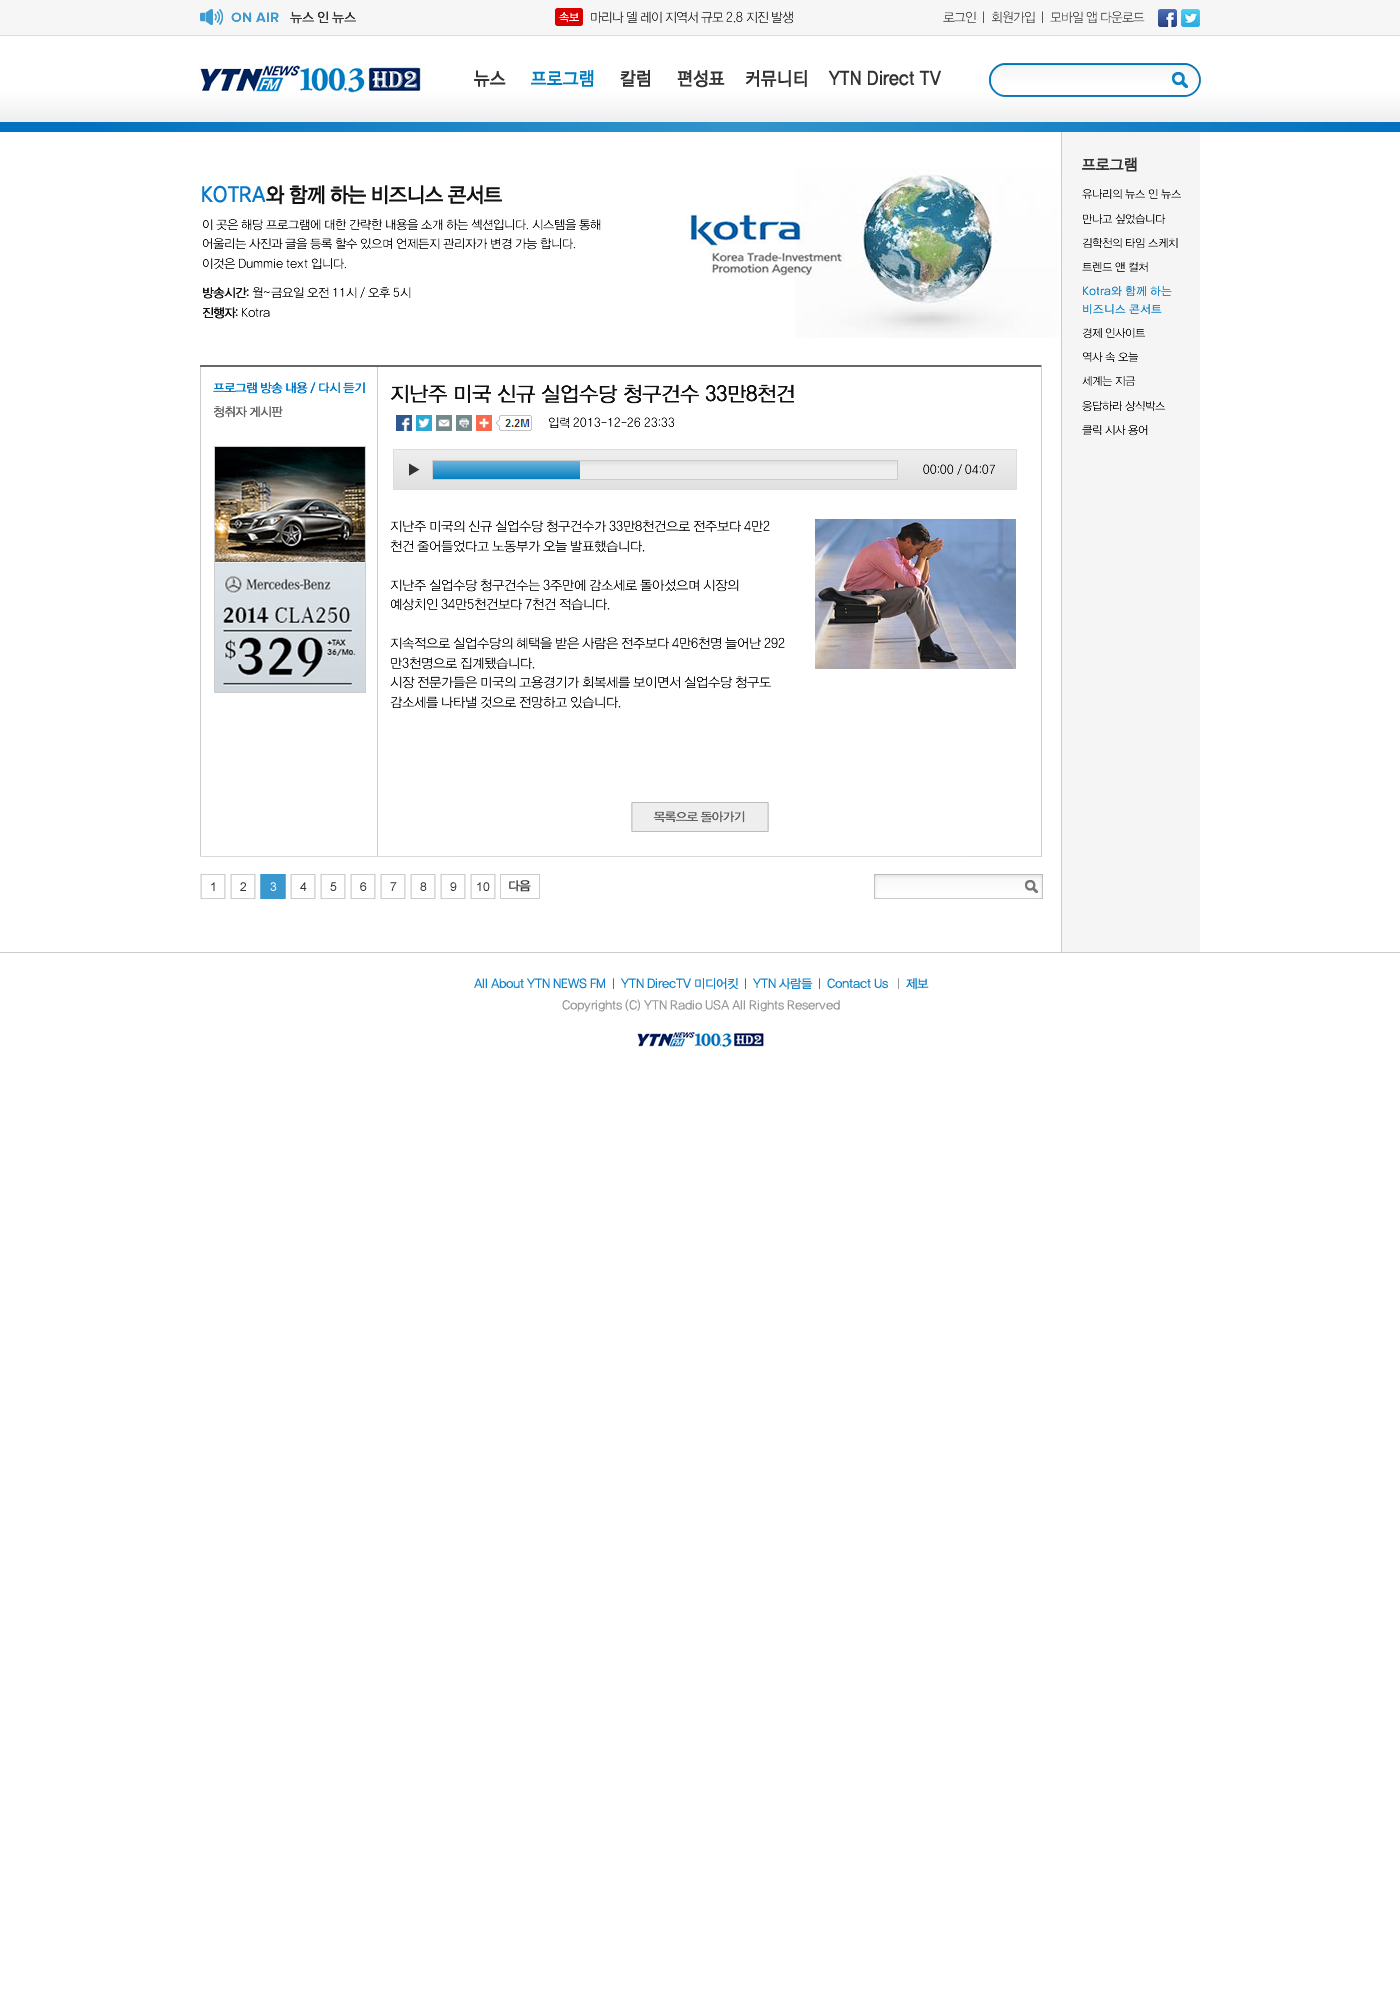 ON AIR 뉴스 인 뉴스
속보 마리나 델 레이 지역서 규모 2.8 지진 발생
로그인 | 회원가입 | 모바일 앱 다운로드
YTN NEWS FM 100.3 HD2
뉴스 프로그램 칼럼 편성표 커뮤니티 YTN Direct TV
KOTRA와 함께 하는 비즈니스 콘서트
이 곳은 해당 프로그램에 대한 간략한 내용을 소개 하는 섹션입니다. 시스템을 통해
어울리는 사진과 글을 등록 할수 있으며 언제든지 관리자가 변경 가능 합니다.
이것은 Dummie text 입니다.
방송시간: 월~금요일 오전 11시 / 오후 5시
진행자: Kotra
kotra
Korea Trade-Investment
Promotion Agency
프로그램
유나리의 뉴스 인 뉴스
만나고 싶었습니다
김학천의 타임 스케치
트렌드 앤 컬처
Kotra와 함께 하는
비즈니스 콘서트
경제 인사이트
역사 속 오늘
세계는 지금
응답하라 상식박스
클릭 시사 용어
프로그램 방송 내용 / 다시 듣기
청취자 게시판
Mercedes-Benz
2014 CLA250
$329 +TAX
36/Mo.
지난주 미국 신규 실업수당 청구건수 33만8천건
2.2M 입력 2013-12-26 23:33
00:00 / 04:07
지난주 미국의 신규 실업수당 청구건수가 33만8천건으로 전주보다 4만2
천건 줄어들었다고 노동부가 오늘 발표했습니다.
지난주 실업수당 청구건수는 3주만에 감소세로 돌아섰으며 시장의
예상치인 34만5천건보다 7천건 적습니다.
지속적으로 실업수당의 혜택을 받은 사람은 전주보다 4만6천명 늘어난 292
만3천명으로 집계됐습니다.
시장 전문가들은 미국의 고용경기가 회복세를 보이면서 실업수당 청구도
감소세를 나타낼 것으로 전망하고 있습니다.
목록으로 돌아가기
1 2 3 4 5 6 7 8 9 10 다음
All About YTN NEWS FM | YTN DirecTV 미디어킷 | YTN 사람들 | Contact Us | 제보
Copyrights (C) YTN Radio USA All Rights Reserved
YTN NEWS FM 100.3 HD2